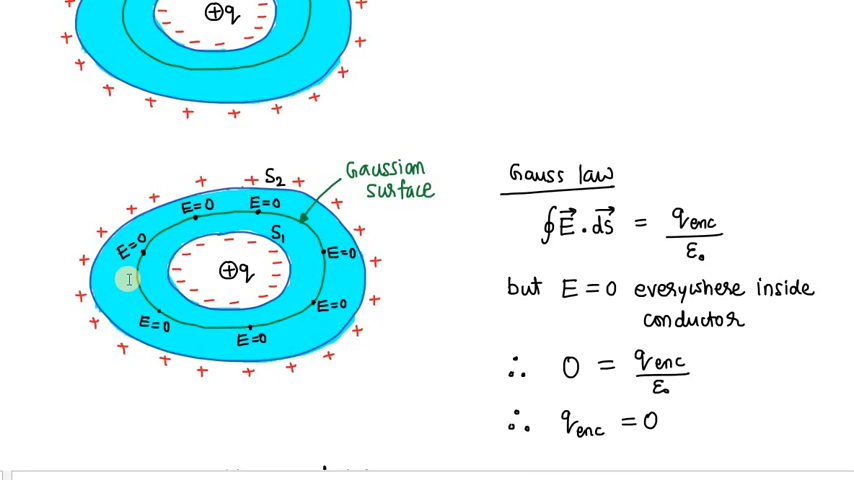 ⊕q
Gaussian
surface
S₂
E=0
E=0
E=0
S₁
⊕q
E=0
E=0
E=0
E=0
Gauss law
∮E⃗.ds⃗ = qenc/ε₀
but E=0 everywhere inside
conductor
∴ 0 = qenc/ε₀
∴ qenc = 0